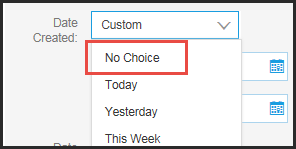 Date Custom
Created:
No Choice
Today
Yesterday
This Week